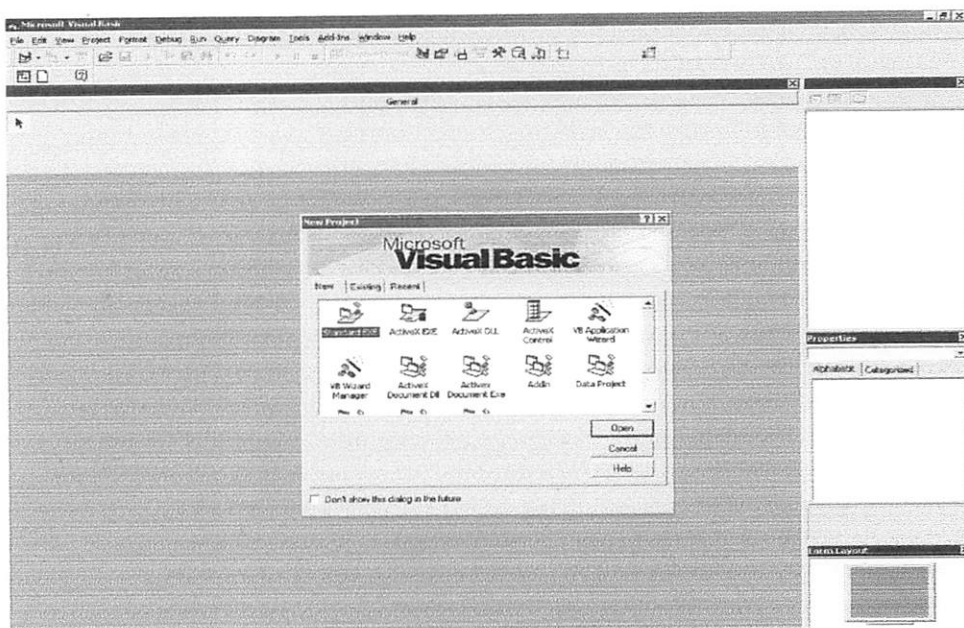 Microsoft Visual Basic
File Edit View Project Format Debug Run Query Diagram Tools Add-Ins Window Help
General
New Project
Microsoft
Visual Basic
New Existing Recent
Standard EXE ActiveX EXE ActiveX DLL ActiveX Control VB Application Wizard
VB Wizard Manager ActiveX Document Dll Activex Document Exe Addin Data Project
Open
Cancel
Help
Don't show this dialog in the future
Properties
Alphabetic Categorized
Form Layout